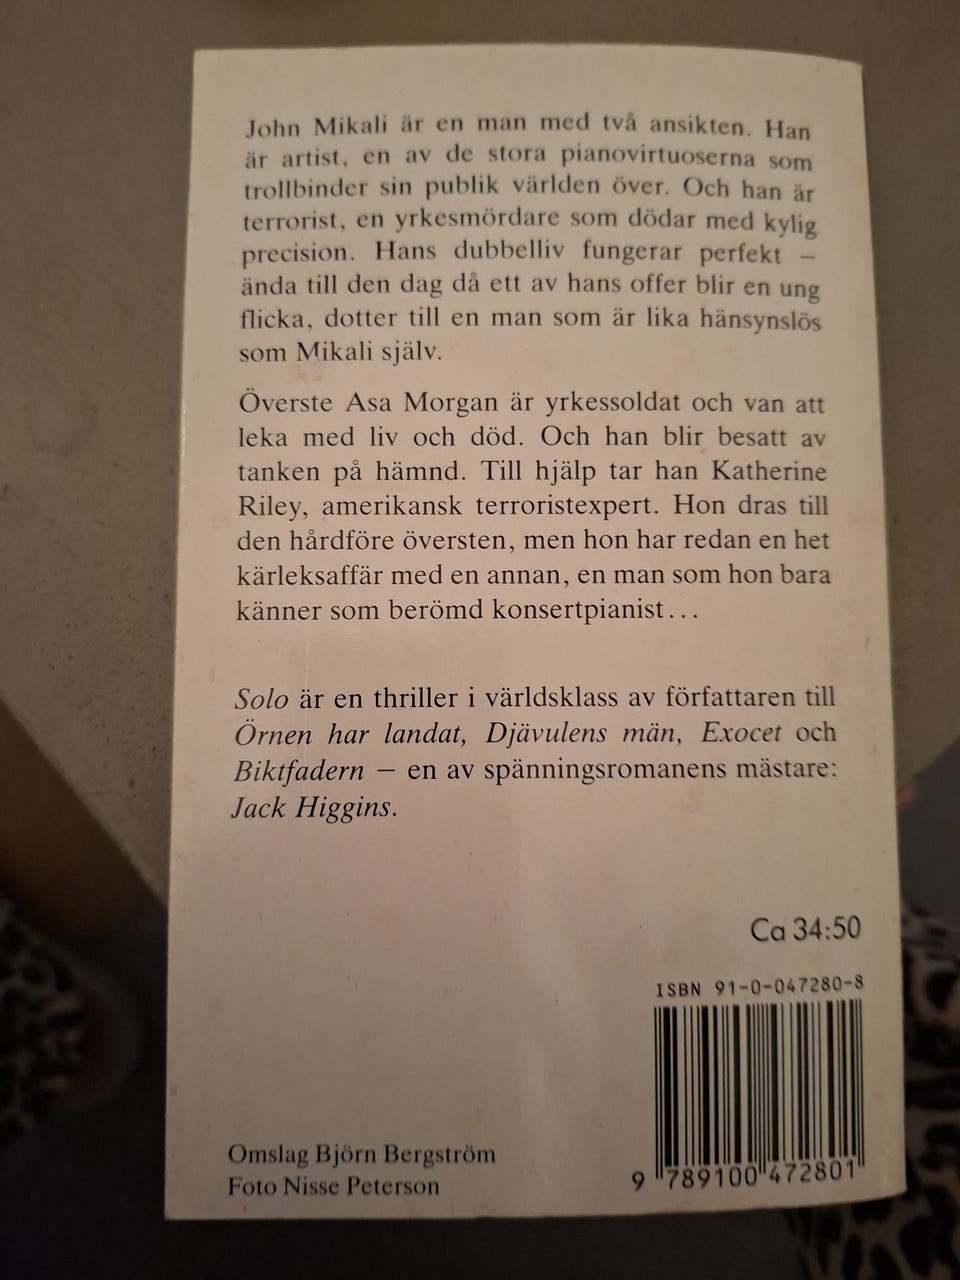 John Mikali är en man med två ansikten. Han
är artist, en av de stora pianovirtuoserna som
trollbinder sin publik världen över. Och han är
terrorist, en yrkesmördare som dödar med kylig
precision. Hans dubbelliv fungerar perfekt –
ända till den dag då ett av hans offer blir en ung
flicka, dotter till en man som är lika hänsynslös
som Mikali själv.
Överste Asa Morgan är yrkessoldat och van att
leka med liv och död. Och han blir besatt av
tanken på hämnd. Till hjälp tar han Katherine
Riley, amerikansk terroristexpert. Hon dras till
den hårdföre översten, men hon har redan en het
kärleksaffär med en annan, en man som hon bara
känner som berömd konsertpianist...
Solo är en thriller i världsklass av författaren till
Örnen har landat, Djävulens män, Exocet och
Biktfadern – en av spänningsromanens mästare:
Jack Higgins.
Ca 34:50
ISBN 91-0-047280-8
9 789100 472801
Omslag Björn Bergström
Foto Nisse Peterson